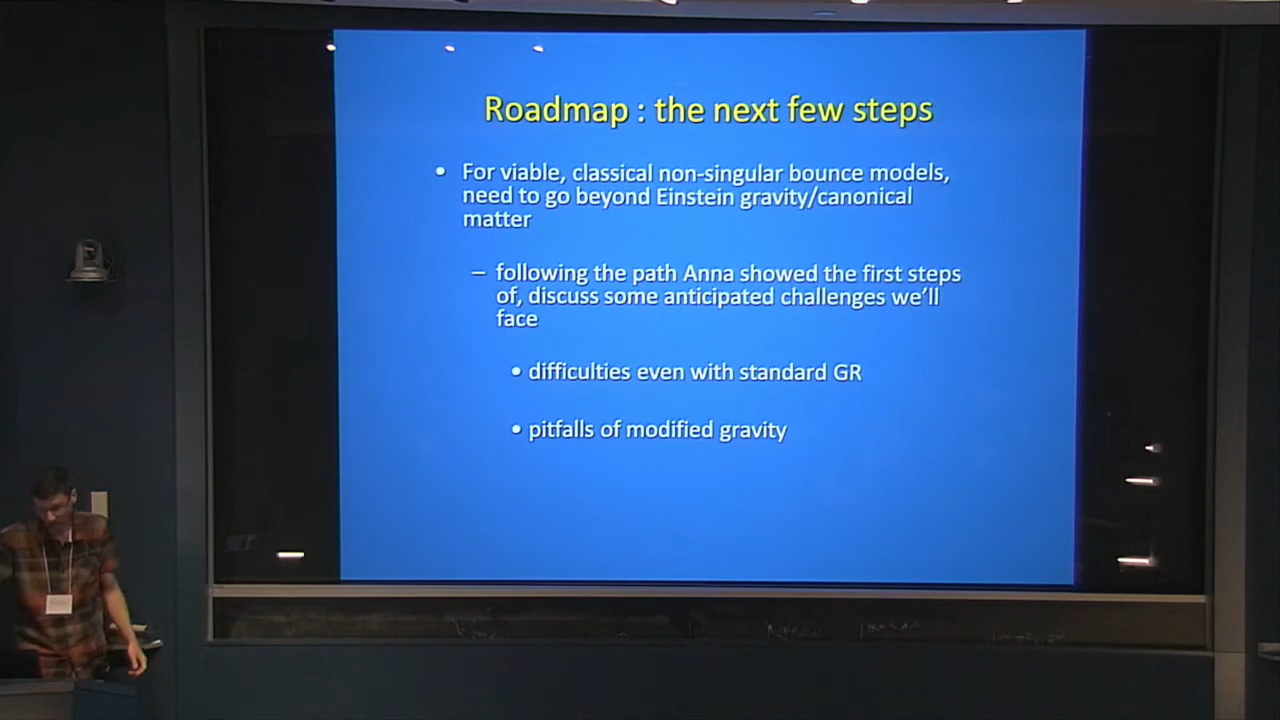 Roadmap : the next few steps
• For viable, classical non-singular bounce models,
need to go beyond Einstein gravity/canonical
matter
– following the path Anna showed the first steps
of, discuss some anticipated challenges we'll
face
• difficulties even with standard GR
• pitfalls of modified gravity